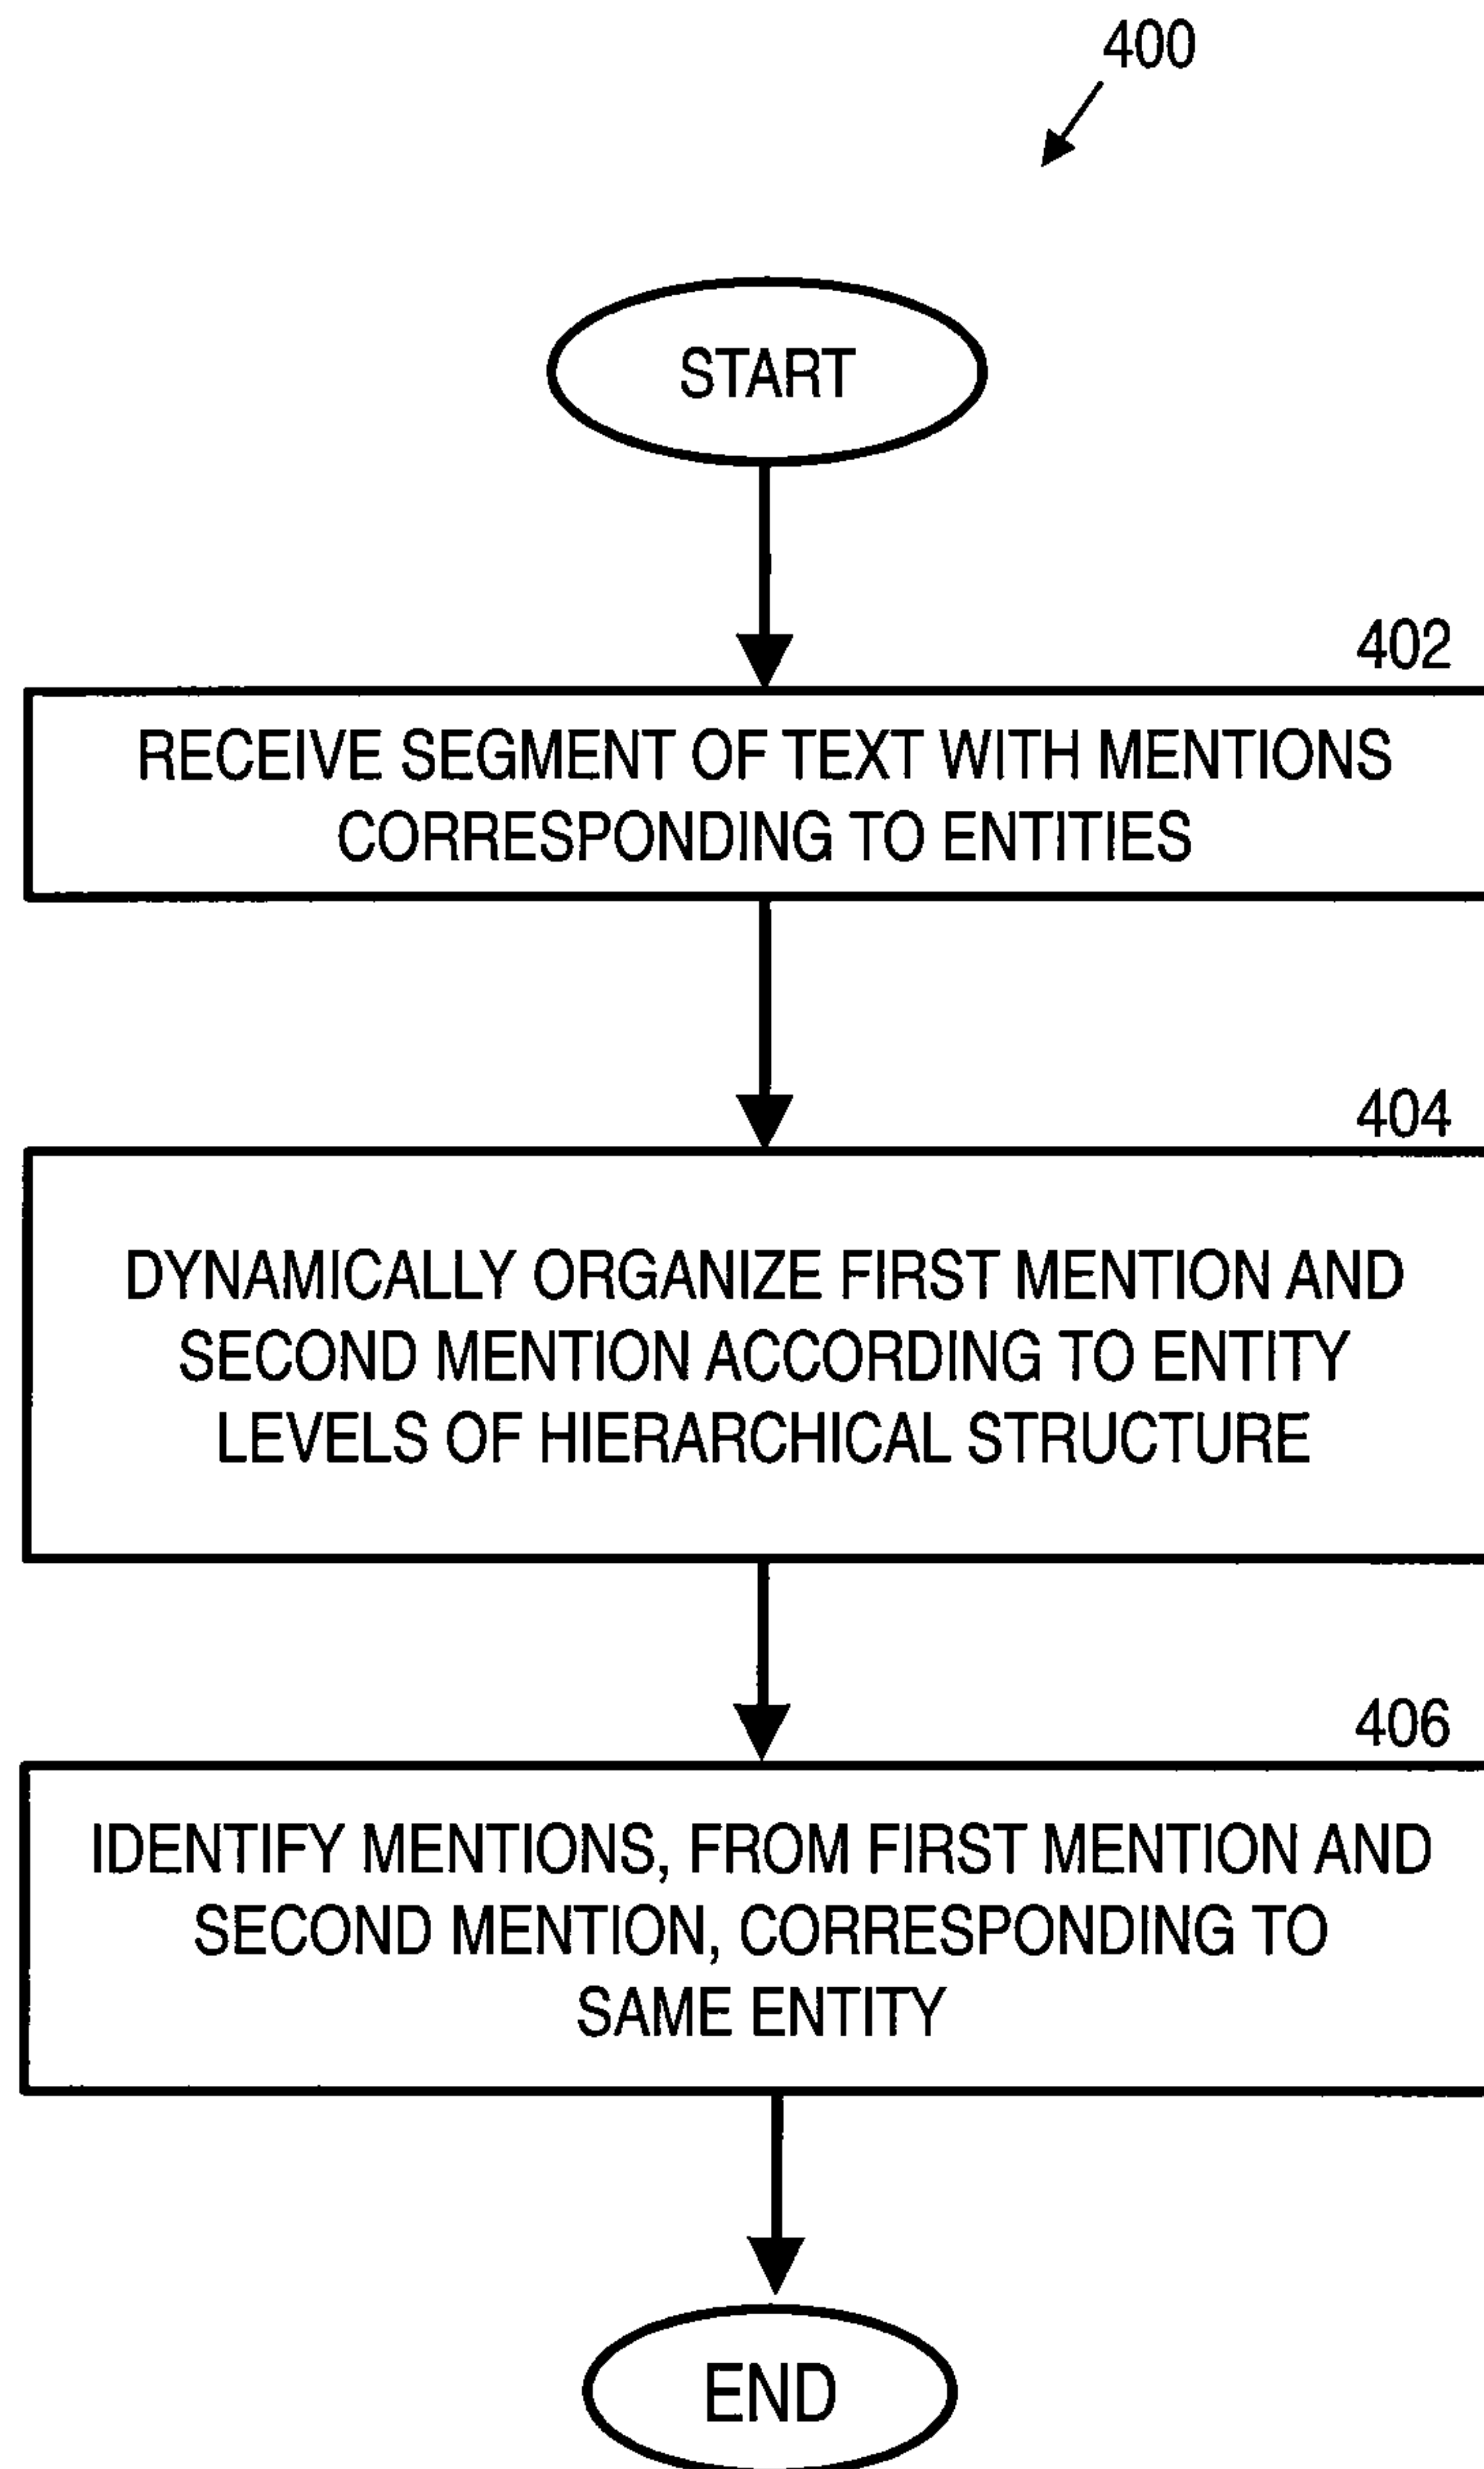 400
START
402
RECEIVE SEGMENT OF TEXT WITH MENTIONS
CORRESPONDING TO ENTITIES
404
DYNAMICALLY ORGANIZE FIRST MENTION AND
SECOND MENTION ACCORDING TO ENTITY
LEVELS OF HIERARCHICAL STRUCTURE
406
IDENTIFY MENTIONS, FROM FIRST MENTION AND
SECOND MENTION, CORRESPONDING TO
SAME ENTITY
END